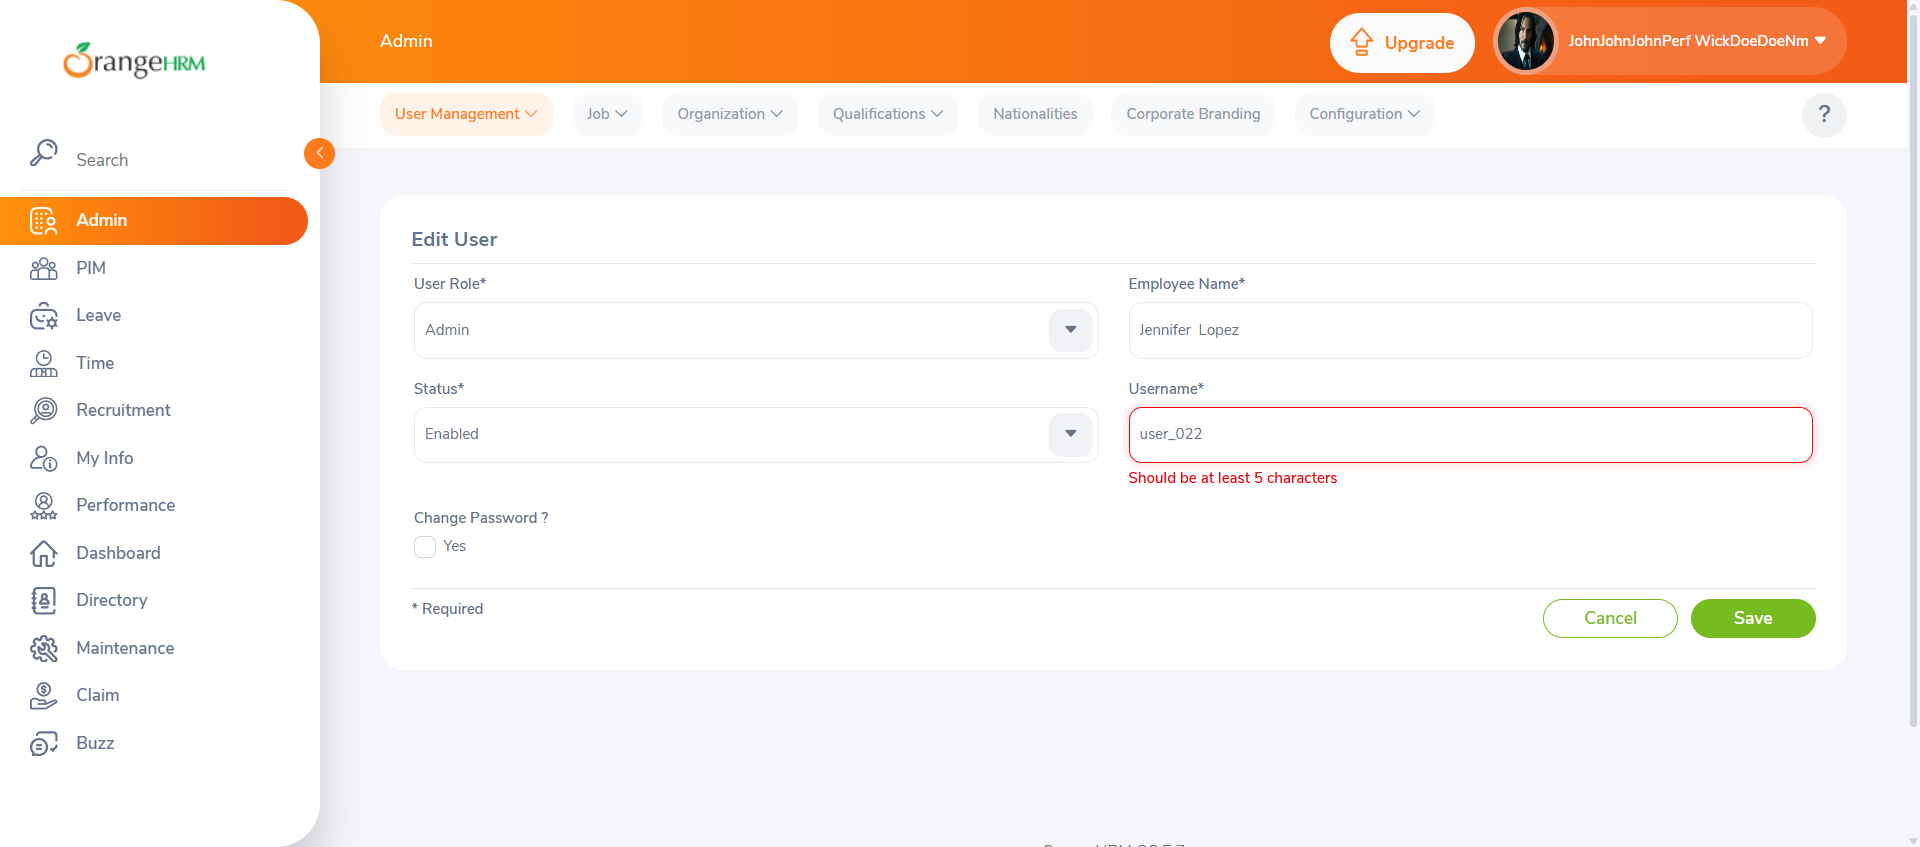 OrangeHRM
Search
Admin
PIM
Leave
Time
Recruitment
My Info
Performance
Dashboard
Directory
Maintenance
Claim
Buzz
Admin
Upgrade
JohnJohnJohnPerf WickDoeDoeNm
User Management
Job
Organization
Qualifications
Nationalities
Corporate Branding
Configuration
?
Edit User
User Role*
Admin
Employee Name*
Jennifer  Lopez
Status*
Enabled
Username*
user_022
Should be at least 5 characters
Change Password ?
Yes
* Required
Cancel
Save